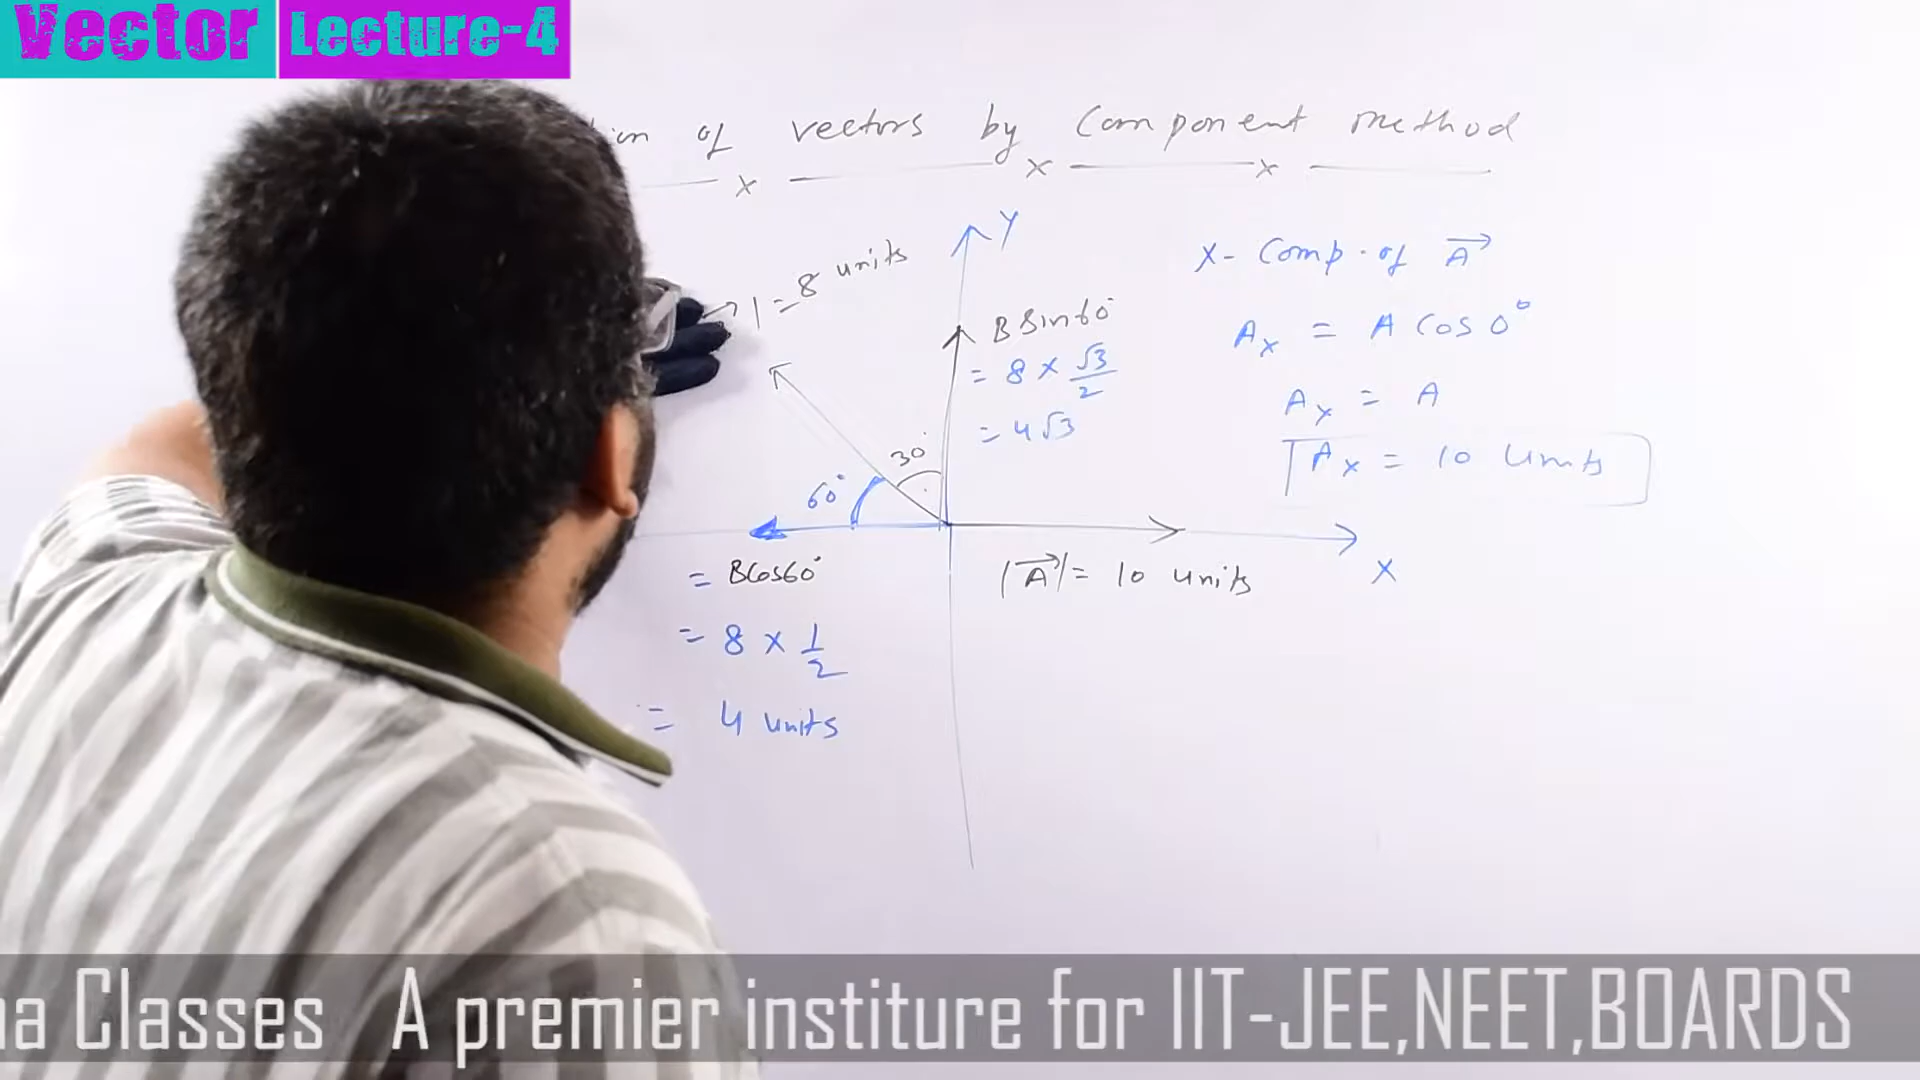 Vector Lecture-4
of vectors by Component method
x x x
Y
| = 8 units
X- Comp. of A
B Sin60°
Ax = A Cos 0°
= 8 x √3/2
Ax = A
= 4√3
30°
Ax = 10 Units
60°
= BCos60°
|A| = 10 units
X
= 8 x 1/2
= 4 units
Classes A premier institure for IIT-JEE,NEET,BOARDS